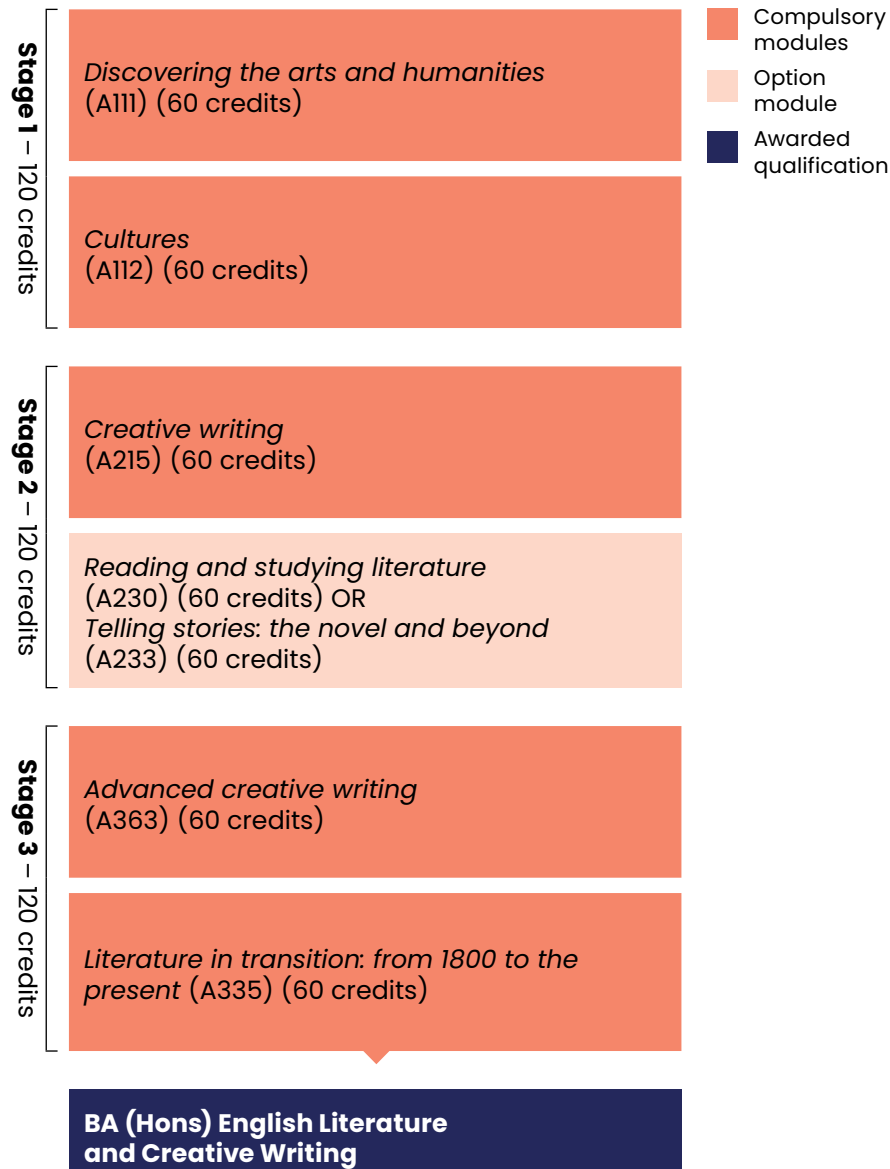 Stage 1 – 120 credits
Discovering the arts and humanities
(A111) (60 credits)
Cultures
(A112) (60 credits)
Compulsory
modules
Option
module
Awarded
qualification
Stage 2 – 120 credits
Creative writing
(A215) (60 credits)
Reading and studying literature
(A230) (60 credits) OR
Telling stories: the novel and beyond
(A233) (60 credits)
Stage 3 – 120 credits
Advanced creative writing
(A363) (60 credits)
Literature in transition: from 1800 to the
present (A335) (60 credits)
BA (Hons) English Literature
and Creative Writing